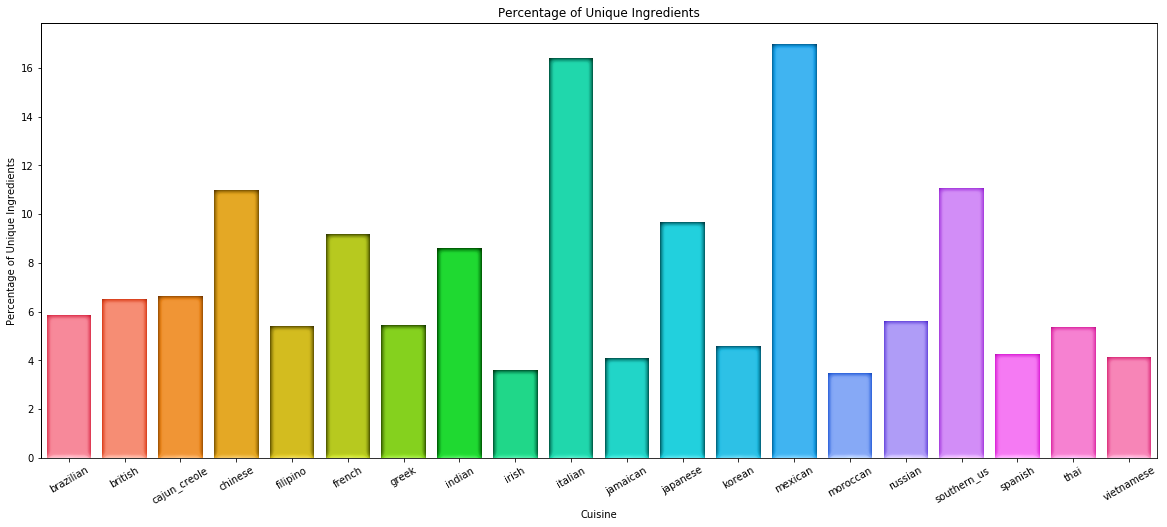 Percentage of Unique Ingredients
Percentage of Unique Ingredients
16
14
12
10
8
6
4
2
0
brazilian
british
cajun_creole
chinese
filipino
french
greek
indian
irish
italian
jamaican
japanese
korean
mexican
moroccan
russian
southern_us
spanish
thai
vietnamese
Cuisine